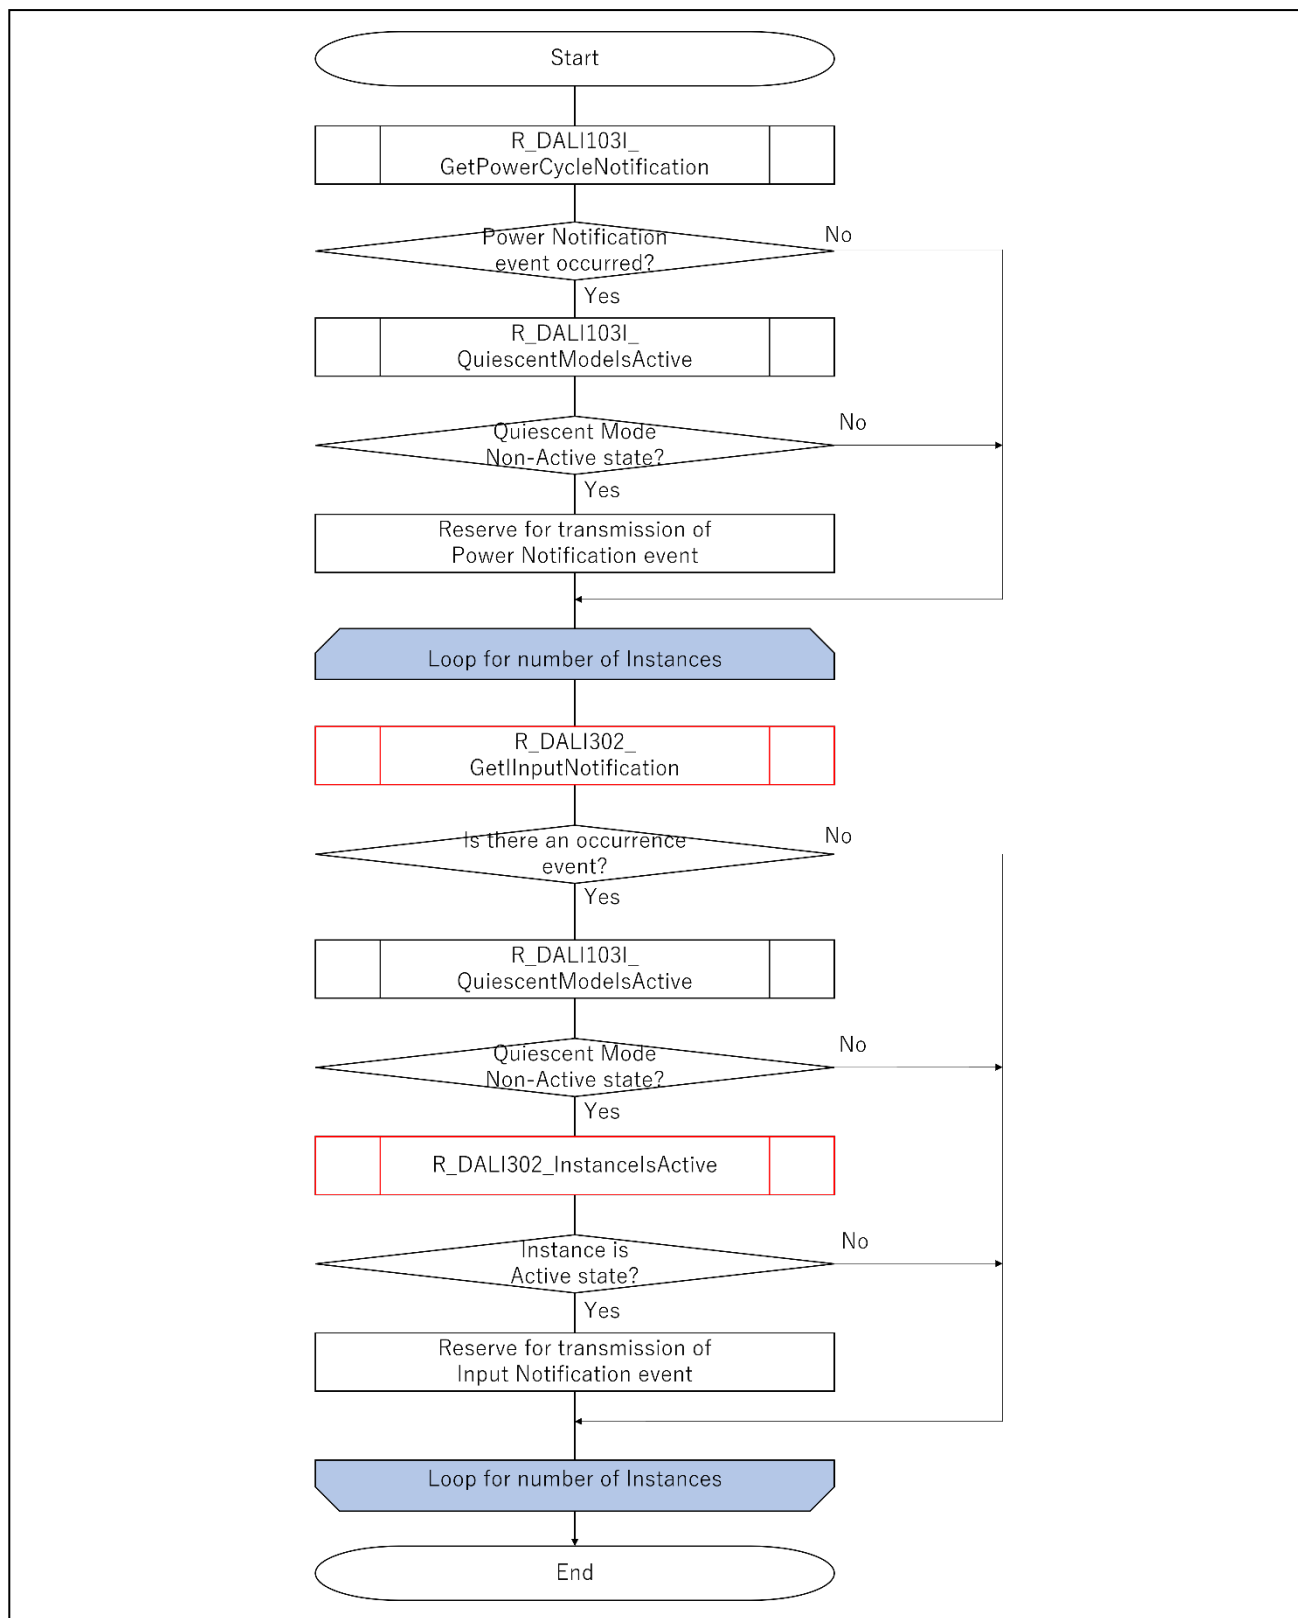 Start
R_DALI103I_
GetPowerCycleNotification
Power Notification
event occurred?
No
Yes
R_DALI103I_
QuiescentModeIsActive
Quiescent Mode
Non-Active state?
No
Yes
Reserve for transmission of
Power Notification event
Loop for number of Instances
R_DALI302_
GetIInputNotification
Is there an occurrence
event?
No
Yes
R_DALI103I_
QuiescentModeIsActive
Quiescent Mode
Non-Active state?
No
Yes
R_DALI302_InstanceIsActive
Instance is
Active state?
No
Yes
Reserve for transmission of
Input Notification event
Loop for number of Instances
End